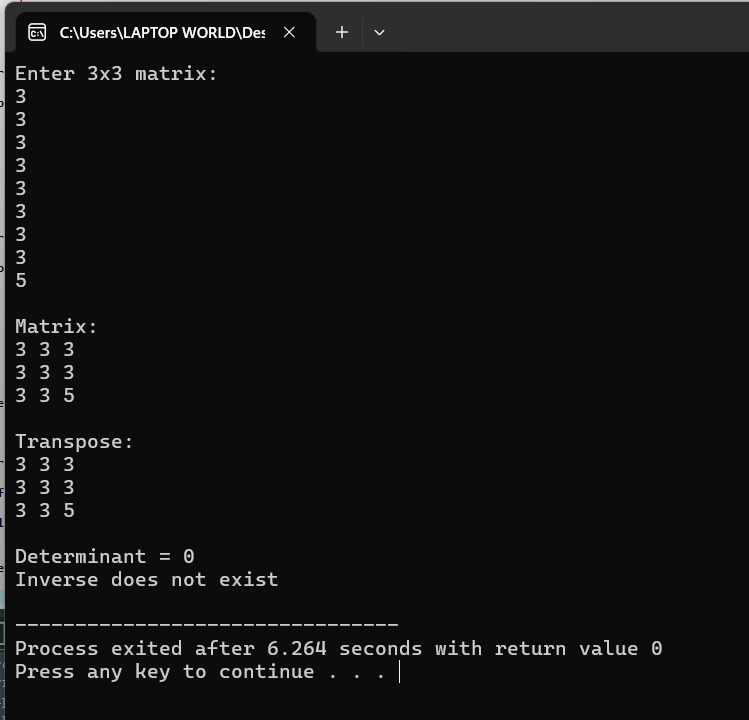 C:\Users\LAPTOP WORLD\Des
Enter 3x3 matrix:
3
3
3
3
3
3
3
3
5
Matrix:
3 3 3
3 3 3
3 3 5
Transpose:
3 3 3
3 3 3
3 3 5
Determinant = 0
Inverse does not exist
--------------------------------
Process exited after 6.264 seconds with return value 0
Press any key to continue . . .